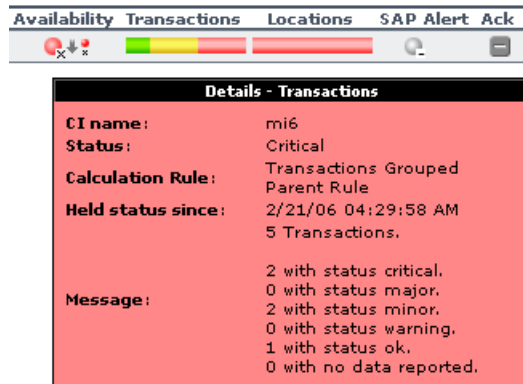 Availability Transactions Locations SAP Alert Ack
Details - Transactions
CI name: mi6
Status: Critical
Calculation Rule: Transactions Grouped
Parent Rule
Held status since: 2/21/06 04:29:58 AM
5 Transactions.
2 with status critical.
0 with status major.
Message: 2 with status minor.
0 with status warning.
1 with status ok.
0 with no data reported.